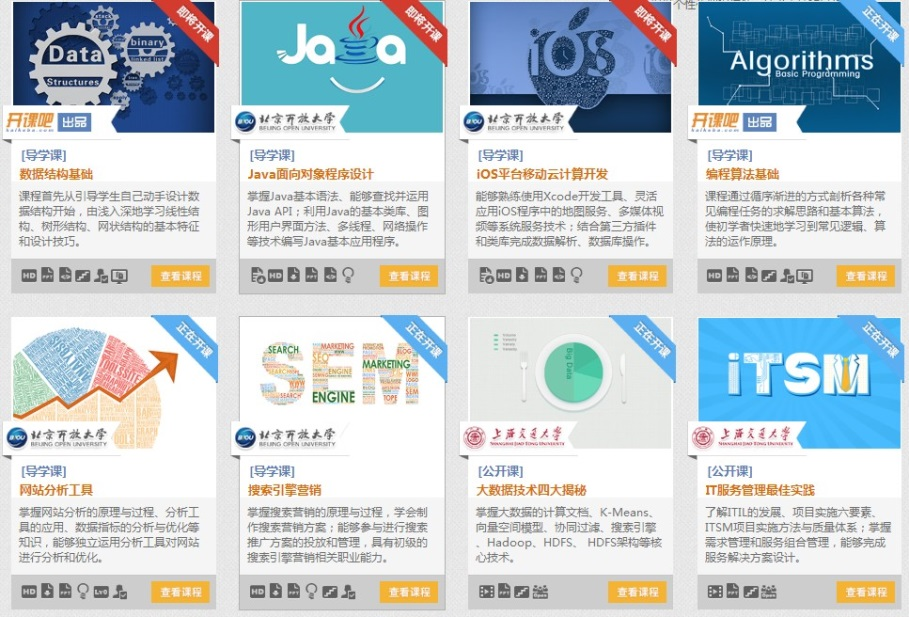 即将开课
Data
Structures
binary
linked list
stack
开课吧
kaikeba.com
出品
[导学课]
数据结构基础
课程首先从引导学生自己动手设计数
据结构开始，由浅入深地学习线性结
构、树形结构、网状结构的基本特征
和设计技巧。
HD
PPT
查看课程
即将开课
Java
BOU
北京开放大学
BEIJING OPEN UNIVERSITY
[导学课]
Java面向对象程序设计
掌握Java基本语法、能够查找并运用
Java API；利用Java的基本类库、图
形用户界面方法、多线程、网络操作
等技术编写Java基本应用程序。
HD
PPT
查看课程
个性
即将开课
iOS
BOU
北京开放大学
BEIJING OPEN UNIVERSITY
[导学课]
iOS平台移动云计算开发
能够熟练使用Xcode开发工具、灵活
应用iOS程序中的地图服务、多媒体视
频等系统服务技术；结合第三方插件
和类库完成数据解析、数据库操作。
HD
PPT
查看课程
正在开课
Algorithms
Basic Programming
开课吧
kaikeba.com
出品
[导学课]
编程算法基础
课程通过循序渐进的方式剖析各种常
见编程任务的求解思路和基本算法，
使初学者快速地学习到常见逻辑、算
法的运作原理。
HD
PPT
查看课程
正在开课
BOU
北京开放大学
BEIJING OPEN UNIVERSITY
[导学课]
网站分析工具
掌握网站分析的原理与过程、分析工
具的应用、数据指标的分析与优化等
知识，能够独立运用分析工具对网站
进行分析和优化。
HD
PPT
Lv0
查看课程
正在开课
SEARCH
SEO
ENGINE
MARKETING
BOU
北京开放大学
BEIJING OPEN UNIVERSITY
[导学课]
搜索引擎营销
掌握搜索营销的原理与过程，学会制
作搜索营销方案；能够参与进行搜索
推广方案的投放和管理，具有初级的
搜索引擎营销相关职业能力。
HD
PPT
查看课程
正在开课
Big Data
上海交通大学
SHANGHAI JIAO TONG UNIVERSITY
[公开课]
大数据技术四大揭秘
掌握大数据的计算文档、K-Means、
向量空间模型、协同过滤、搜索引擎
、Hadoop、HDFS、 HDFS架构等核
心技术。
PPT
Open
查看课程
正在开课
iTSM
上海交通大学
SHANGHAI JIAO TONG UNIVERSITY
[公开课]
IT服务管理最佳实践
了解ITIL的发展、项目实施六要素、
ITSM项目实施方法与质量体系；掌握
需求管理和服务组合管理，能够完成
服务解决方案设计。
PPT
Open
查看课程